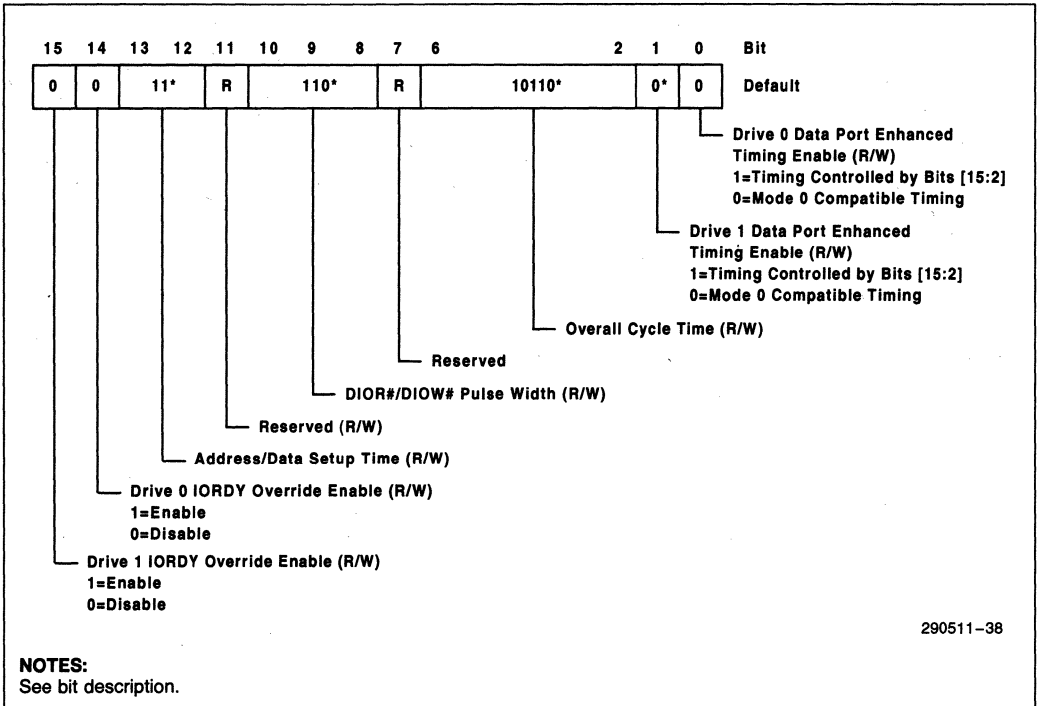 15 14 13 12 11 10 9 8 7 6 2 1 0 Bit
0 0 11* R 110* R 10110* 0* 0 Default
Drive 0 Data Port Enhanced
Timing Enable (R/W)
1=Timing Controlled by Bits [15:2]
0=Mode 0 Compatible Timing
Drive 1 Data Port Enhanced
Timing Enable (R/W)
1=Timing Controlled by Bits [15:2]
0=Mode 0 Compatible Timing
Overall Cycle Time (R/W)
Reserved
DIOR#/DIOW# Pulse Width (R/W)
Reserved (R/W)
Address/Data Setup Time (R/W)
Drive 0 IORDY Override Enable (R/W)
1=Enable
0=Disable
Drive 1 IORDY Override Enable (R/W)
1=Enable
0=Disable
290511–38
NOTES:
See bit description.